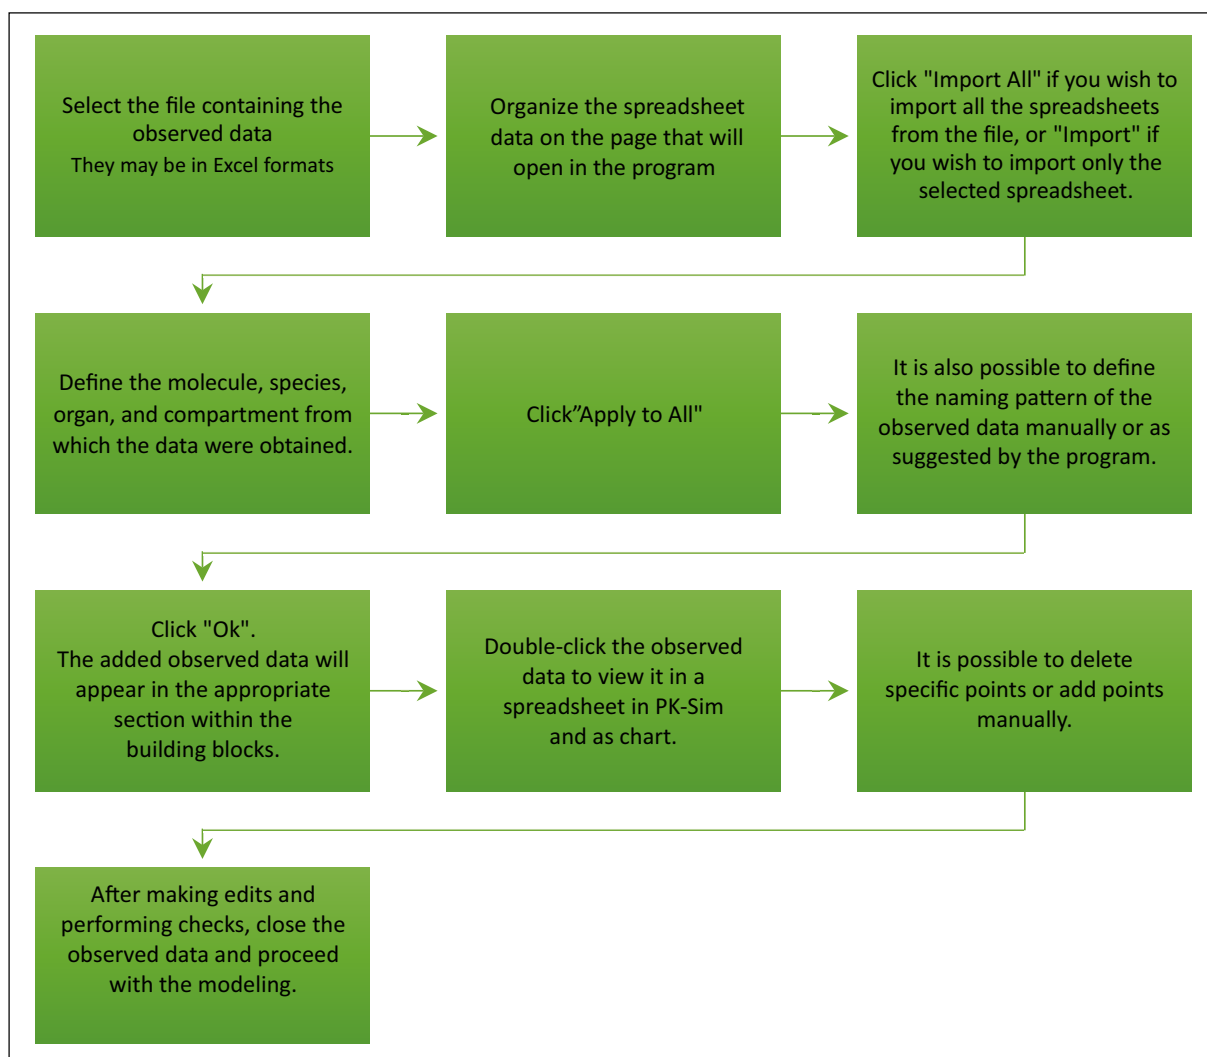 Select the file containing the
observed data
They may be in Excel formats
Organize the spreadsheet
data on the page that will
open in the program
Click "Import All" if you wish to
import all the spreadsheets
from the file, or "Import" if
you wish to import only the
selected spreadsheet.
Define the molecule, species,
organ, and compartment from
which the data were obtained.
Click”Apply to All"
It is also possible to define
the naming pattern of the
observed data manually or as
suggested by the program.
Click "Ok".
The added observed data will
appear in the appropriate
section within the
building blocks.
Double-click the observed
data to view it in a
spreadsheet in PK-Sim
and as chart.
It is possible to delete
specific points or add points
manually.
After making edits and
performing checks, close the
observed data and proceed
with the modeling.